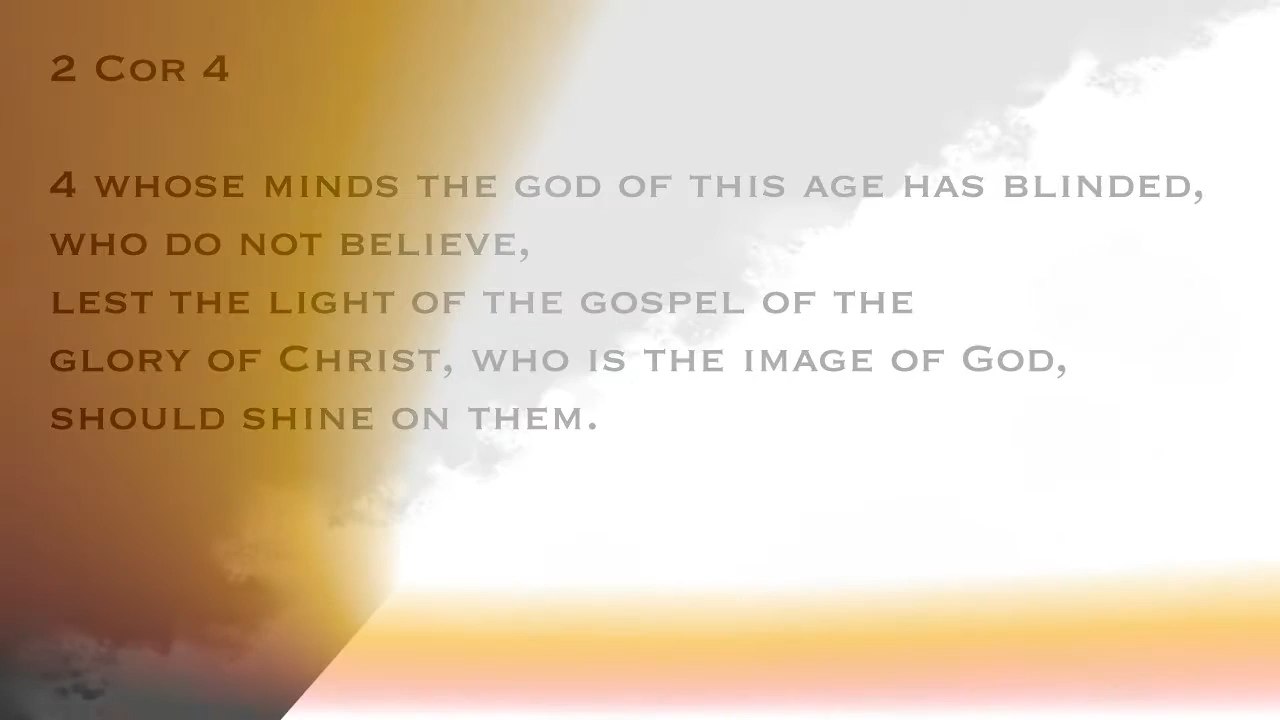 2 Cor 4
4 whose minds the god of this age has blinded,
who do not believe,
lest the light of the gospel of the
glory of Christ, who is the image of God,
should shine on them.